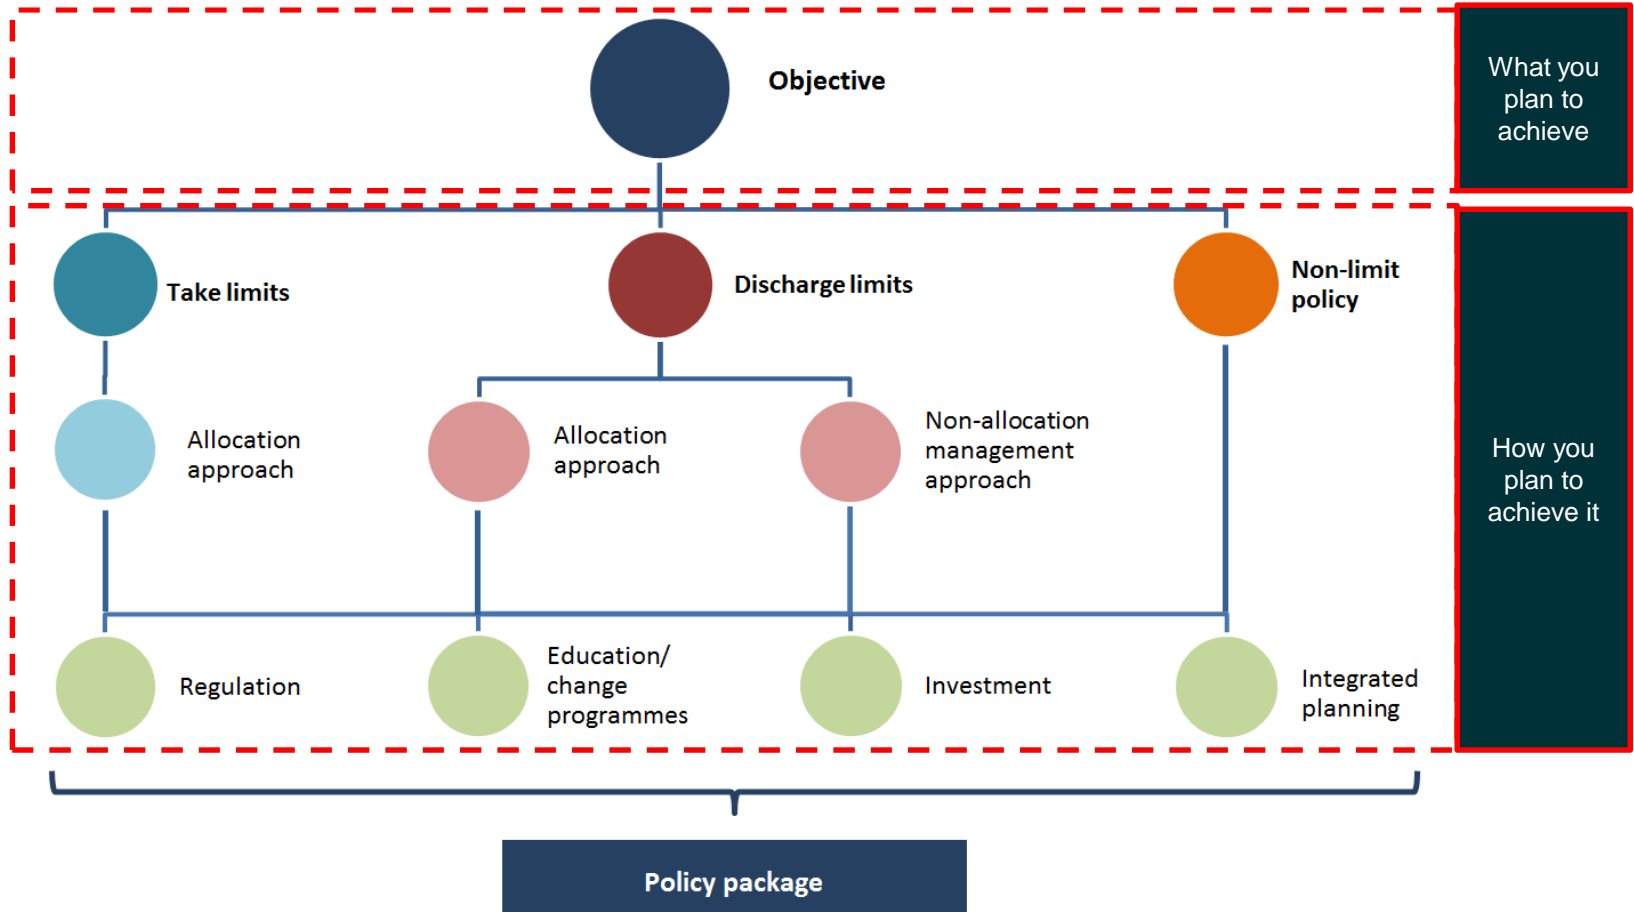 Objective
What you
plan to
achieve
Take limits
Discharge limits
Non-limit
policy
Allocation
approach
Allocation
approach
Non-allocation
management
approach
How you
plan to
achieve it
Regulation
Education/
change
programmes
Investment
Integrated
planning
Policy package